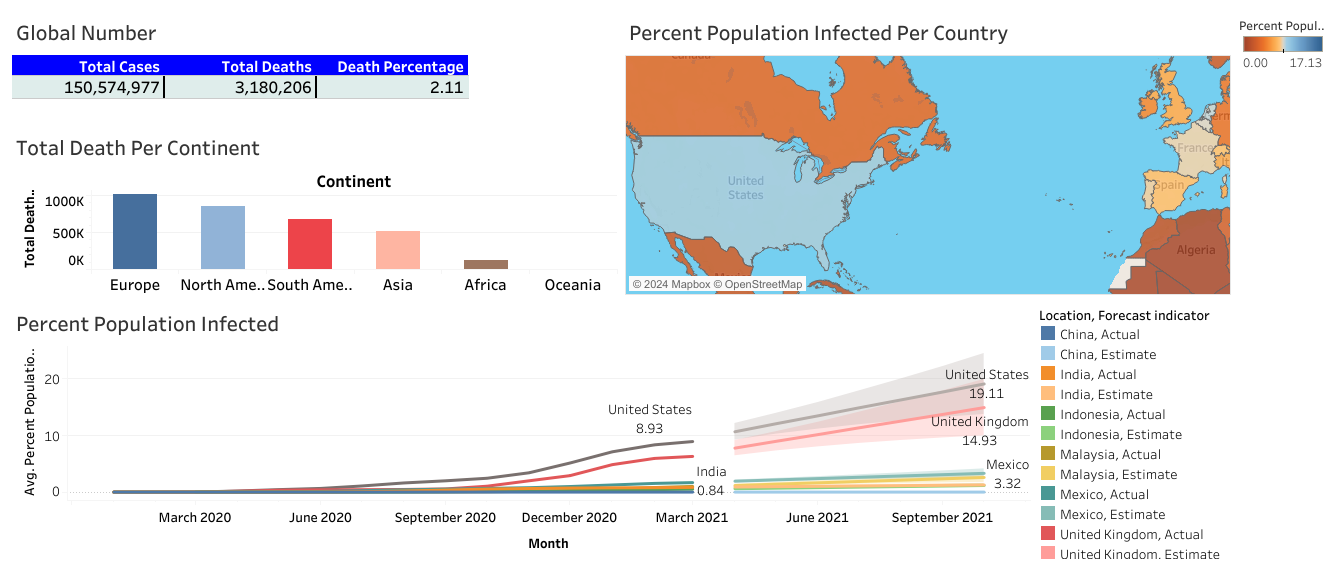 Global Number
Total Cases Total Deaths Death Percentage
150,574,977 3,180,206 2.11
Total Death Per Continent
Continent
Total Death..
1000K
500K
0K
Europe North Ame.. South Ame.. Asia Africa Oceania
Percent Population Infected Per Country
Percent Popul..
0.00 17.13
Canada
United
States
France
Spain
Algeria
© 2024 Mapbox © OpenStreetMap
Percent Population Infected
Avg. Percent Populatio..
20
10
0
United States
8.93
India
0.84
United States
19.11
United Kingdom
14.93
Mexico
3.32
March 2020 June 2020 September 2020 December 2020 March 2021 June 2021 September 2021
Month
Location, Forecast indicator
China, Actual
China, Estimate
India, Actual
India, Estimate
Indonesia, Actual
Indonesia, Estimate
Malaysia, Actual
Malaysia, Estimate
Mexico, Actual
Mexico, Estimate
United Kingdom, Actual
United Kingdom, Estimate